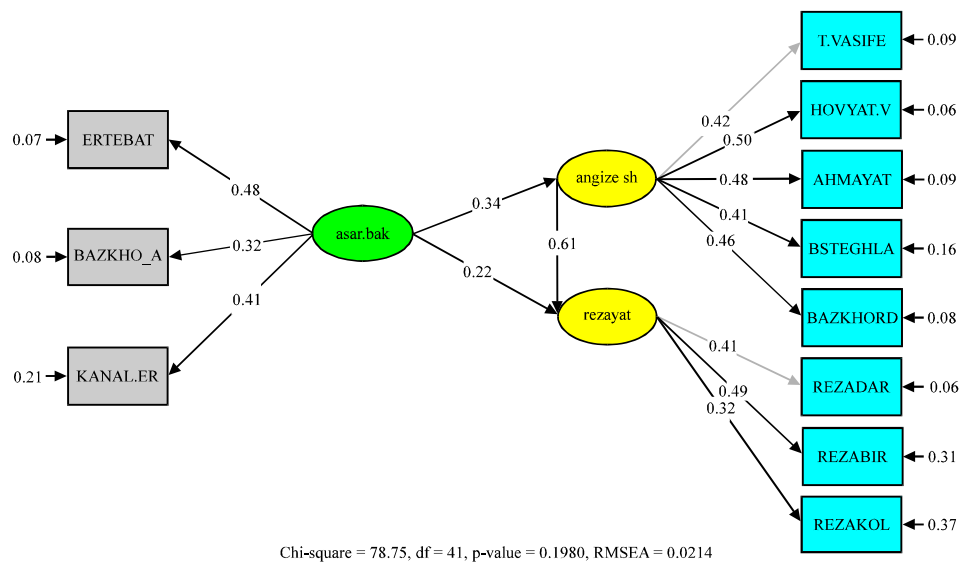 T.VASIFE
0.09
HOVYAT.V
0.06
0.07
ERTEBAT
0.42
0.50
angize sh
0.48
AHMAYAT
0.09
0.48
0.34
0.41
asar.bak
0.32
0.61
0.46
BSTEGHLA
0.16
0.08
BAZKHO_A
0.22
0.41
rezayat
BAZKHORD
0.08
0.41
0.21
KANAL.ER
REZADAR
0.06
0.49
0.32
REZABIR
0.31
REZAKOL
0.37
Chi-square = 78.75, df = 41, p-value = 0.1980, RMSEA = 0.0214